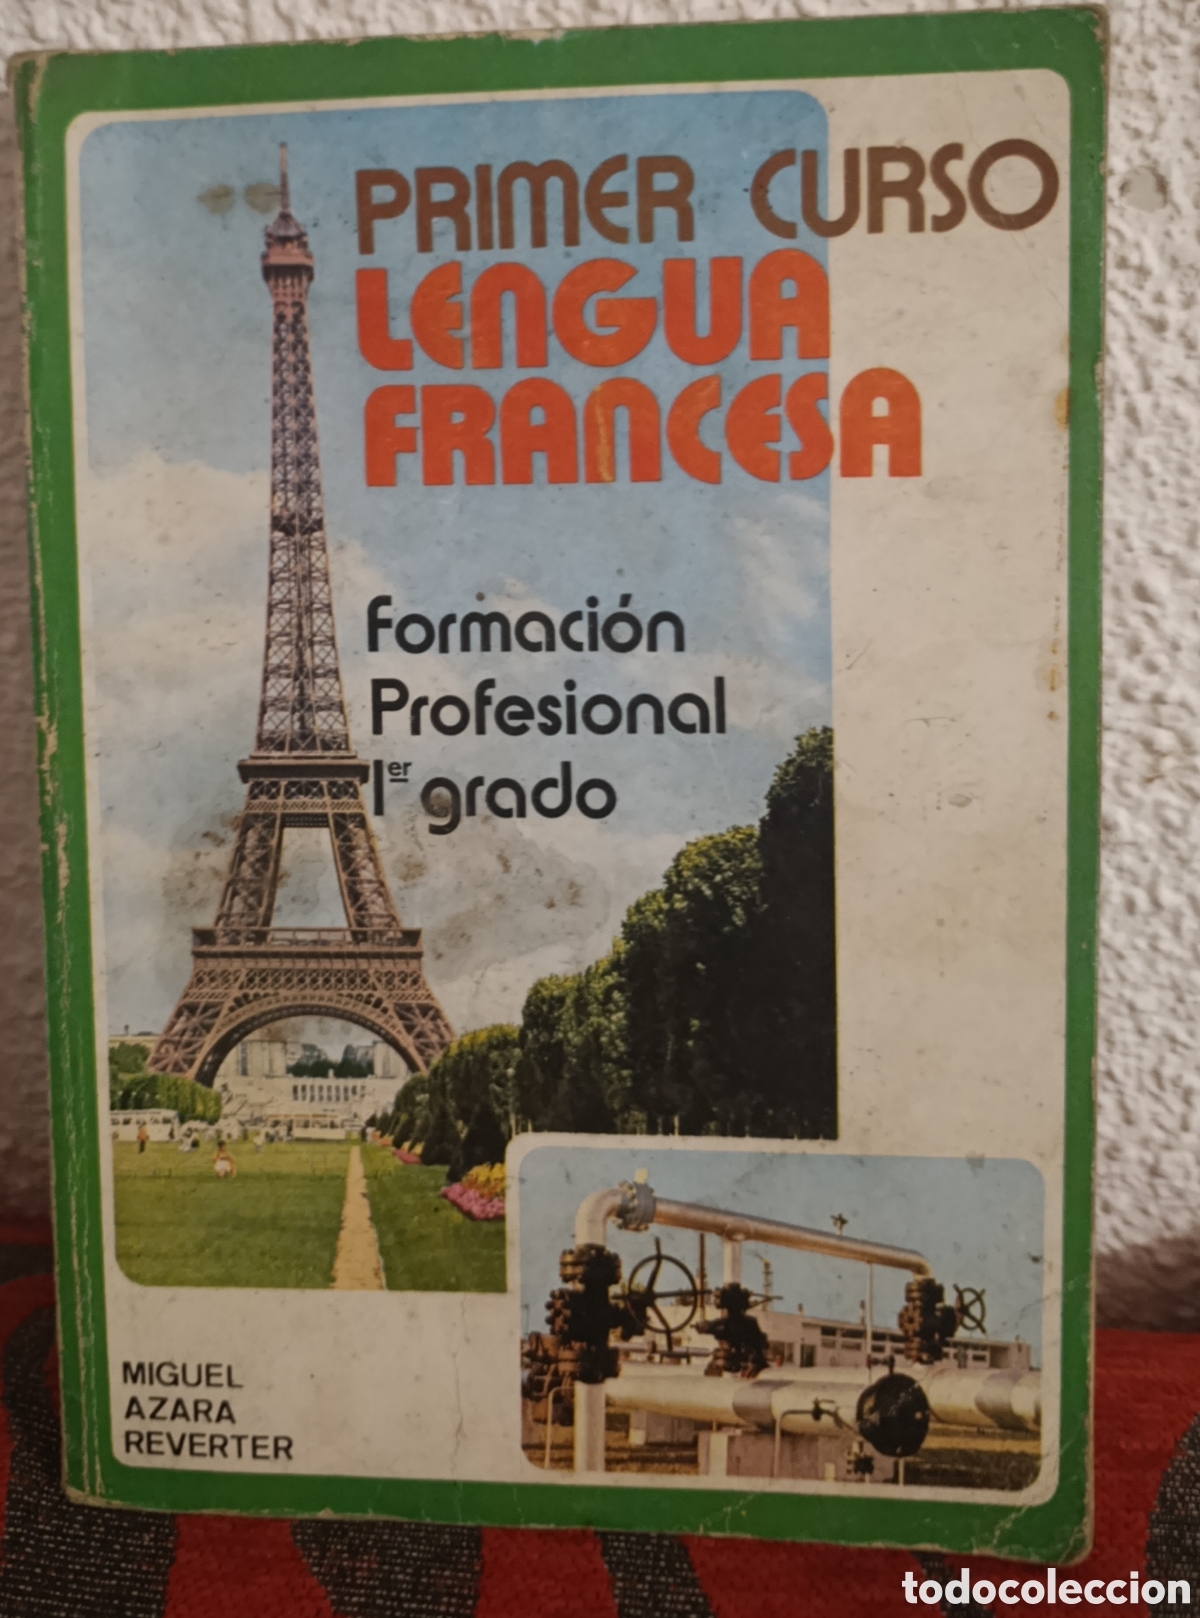 PRIMER CURSO
LENGUA
FRANCESA
Formación
Profesional
1er grado
MIGUEL
AZARA
REVERTER
todocoleccion